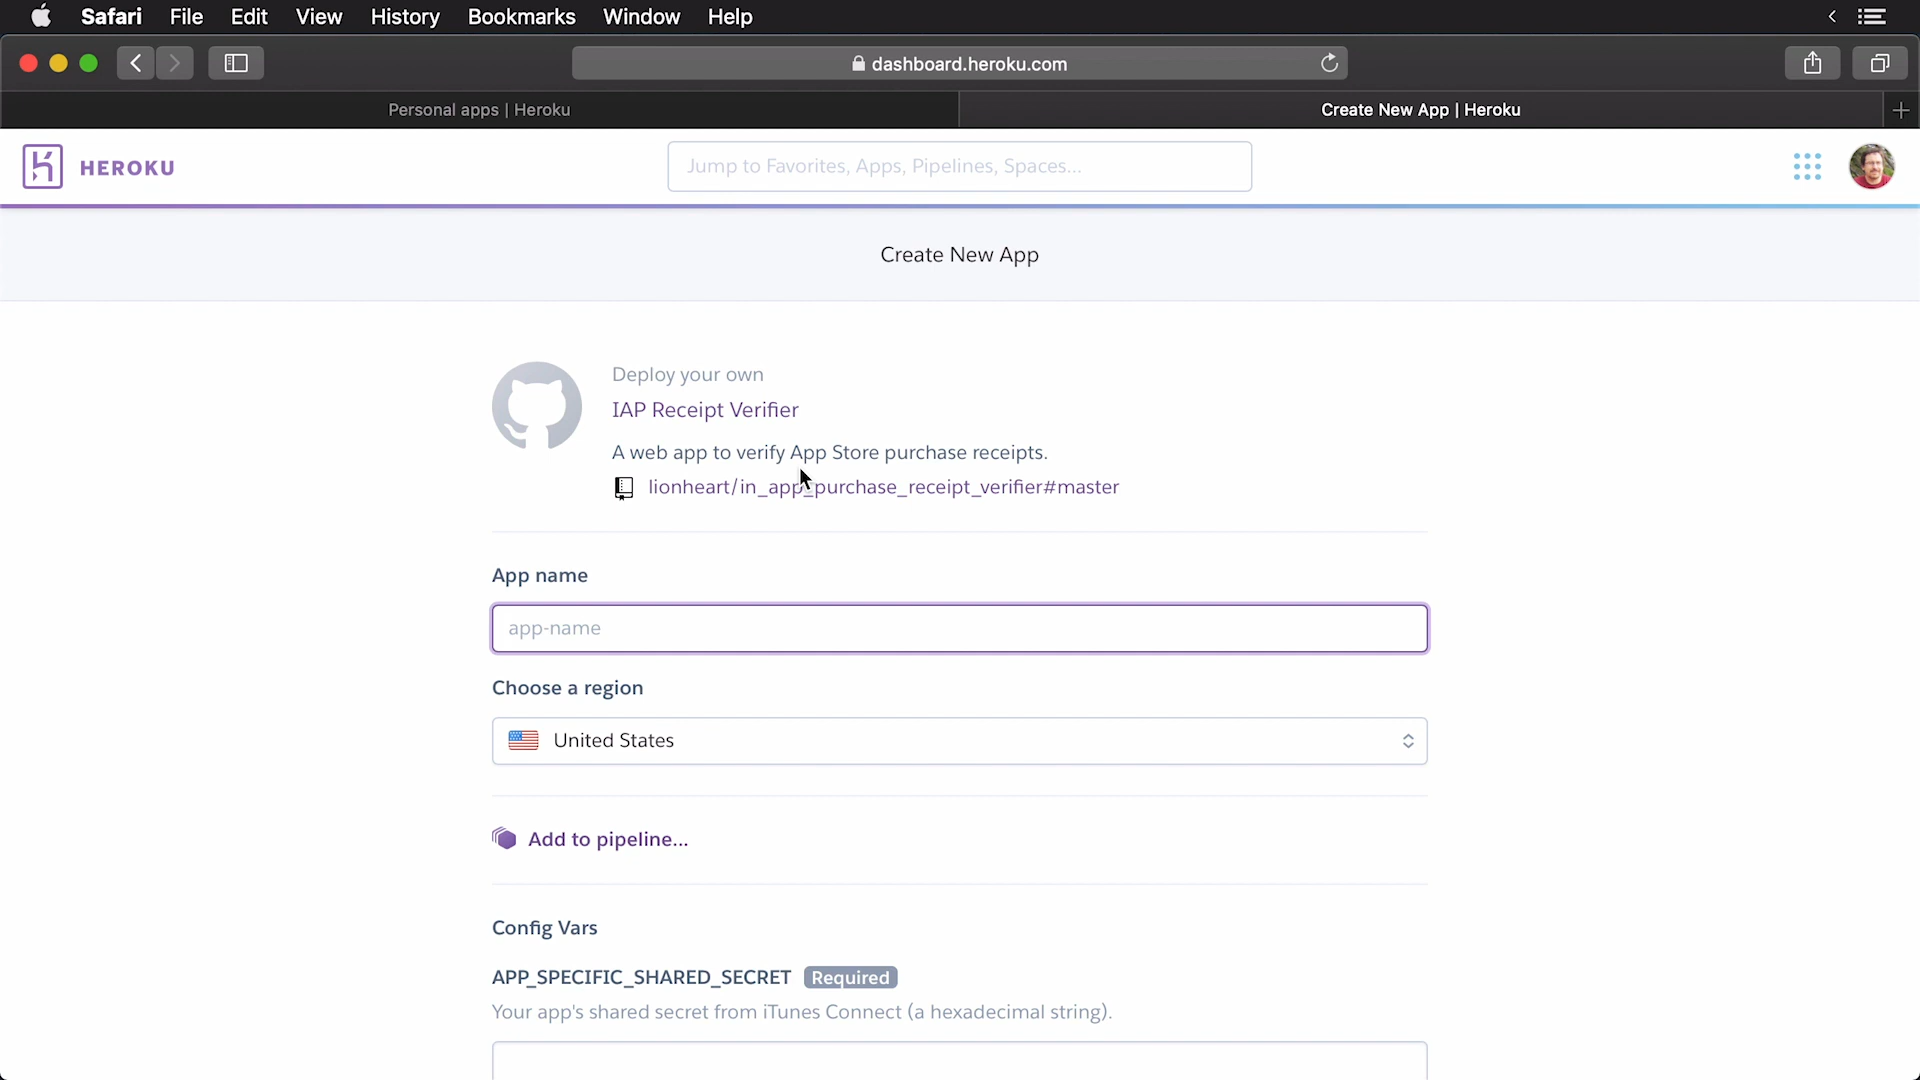 Safari File Edit View History Bookmarks Window Help
dashboard.heroku.com
Personal apps | Heroku
Create New App | Heroku
HEROKU
Jump to Favorites, Apps, Pipelines, Spaces...
Create New App
Deploy your own
IAP Receipt Verifier
A web app to verify App Store purchase receipts.
lionheart/in_app_purchase_receipt_verifier#master
App name
app-name
Choose a region
United States
Add to pipeline...
Config Vars
APP_SPECIFIC_SHARED_SECRET Required
Your app's shared secret from iTunes Connect (a hexadecimal string).